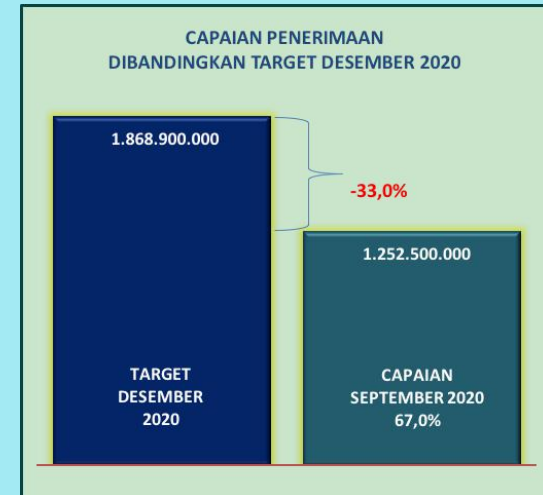 CAPAIAN PENERIMAAN
DIBANDINGKAN TARGET DESEMBER 2020
1.868.900.000
-33,0%
1.252.500.000
TARGET
DESEMBER
2020
CAPAIAN
SEPTEMBER 2020
67,0%